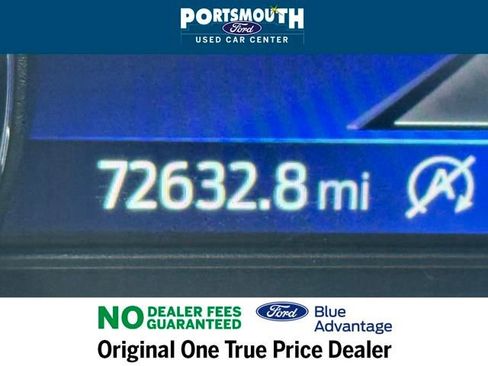 PORTSMOUTH
Ford
USED CAR CENTER
72632.8 mi
A
NO DEALER FEES
GUARANTEED
Ford
Blue
Advantage
Original One True Price Dealer